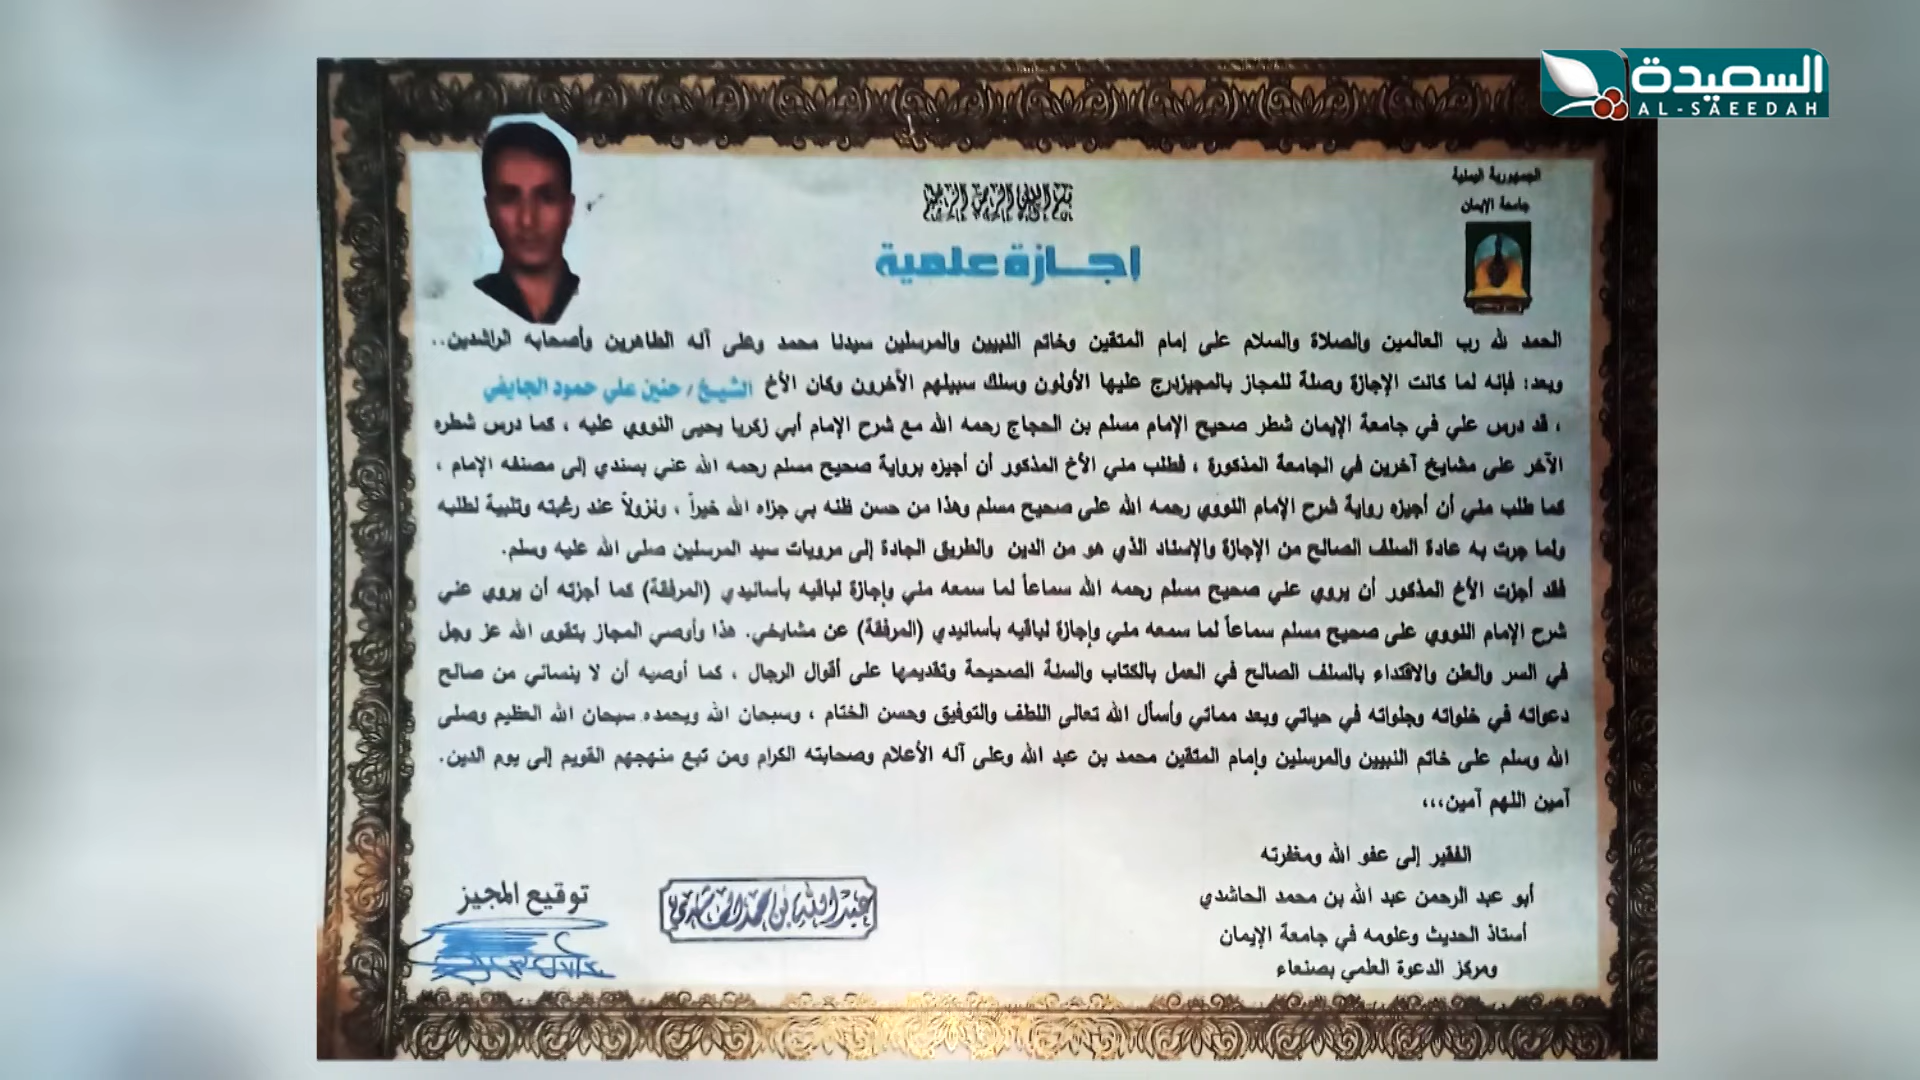 السعيدة
AL-SAEEDAH
الجمهورية اليمنية
جامعة الإيمان
بسم الله الرحمن الرحيم
إجازة علمية
الحمد لله رب العالمين والصلاة والسلام على إمام المتقين وخاتم النبيين والمرسلين سيدنا محمد وعلى آله الطاهرين وأصحابه الراشدين..
وبعد: فإنه لما كانت الإجازة وصلة للمجاز بالمجيزدرج عليها الأولون وسلك سبيلهم الآخرون وكان الأخ الشيخ/ حنين علي حمود الجايفي
، قد درس علي في جامعة الإيمان شطر صحيح الإمام مسلم بن الحجاج رحمه الله مع شرح الإمام أبي زكريا يحيى النووي عليه ، كما درس شطره
الآخر على مشايخ آخرين في الجامعة المذكورة ، فطلب مني الأخ المذكور أن أجيزه برواية صحيح مسلم رحمه الله عني بسندي إلى مصنفه الإمام ،
كما طلب مني أن أجيزه رواية شرح الإمام النووي رحمه الله على صحيح مسلم وهذا من حسن ظنه بي جزاه الله خيراً ، ونزولاً عند رغبته وتلبية لطلبه
ولما جرت به عادة السلف الصالح من الإجازة والإسناد الذي هو من الدين والطريق الجادة إلى مرويات سيد المرسلين صلى الله عليه وسلم.
فقد أجزت الأخ المذكور أن يروي علي صحيح مسلم رحمه الله سماعاً لما سمعه مني وإجازة لباقيه بأسانيدي (المرفقة) كما أجزته أن يروي عني
شرح الإمام النووي على صحيح مسلم سماعاً لما سمعه مني وإجازة لباقيه بأسانيدي (المرفقة) عن مشايخي. هذا وأوصي المجاز بتقوى الله عز وجل
في السر والعلن والاقتداء بالسلف الصالح في العمل بالكتاب والسنة الصحيحة وتقديمها على أقوال الرجال ، كما أوصيه أن لا ينساني من صالح
دعواته في خلواته وجلواته في حياتي وبعد مماتي وأسأل الله تعالى اللطف والتوفيق وحسن الختام ، وسبحان الله وبحمده سبحان الله العظيم وصلى
الله وسلم على خاتم النبيين والمرسلين وإمام المتقين محمد بن عبد الله وعلى آله الأعلام وصحابته الكرام ومن تبع منهجهم القويم إلى يوم الدين.
آمين اللهم آمين،،،
الفقير إلى عفو الله ومغفرته
أبو عبد الرحمن عبد الله بن محمد الحاشدي
أستاذ الحديث وعلومه في جامعة الإيمان
ومركز الدعوة العلمي بصنعاء
عبدالله بن محمد الحاشدي
توقيع المجيز